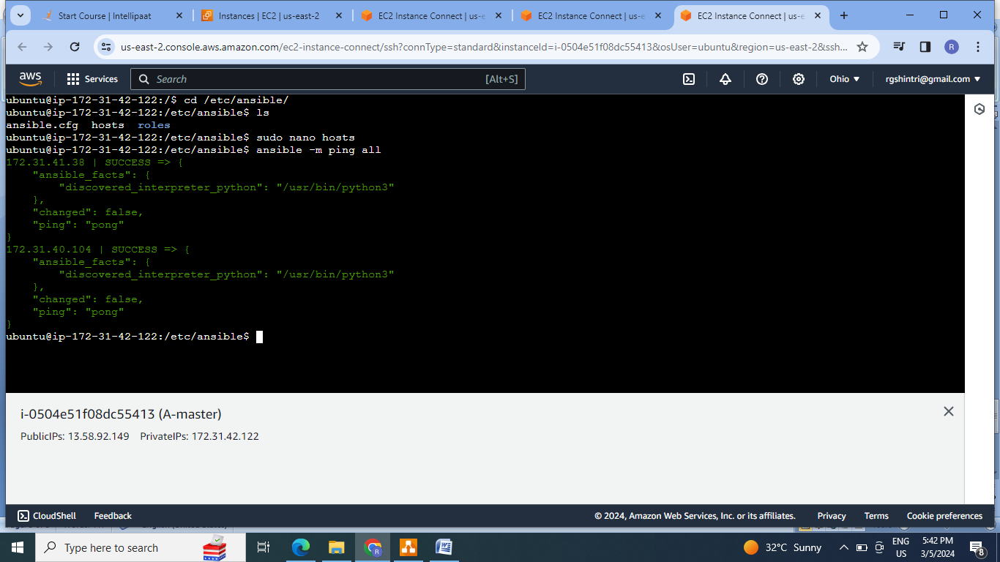 Start Course | Intellipaat
Instances | EC2 | us-east-2
EC2 Instance Connect | us-e
EC2 Instance Connect | us-e
EC2 Instance Connect | us-e
us-east-2.console.aws.amazon.com/ec2-instance-connect/ssh?connType=standard&instanceId=i-0504e51f08dc55413&osUser=ubuntu&region=us-east-2&ssh...
R
aws
Services
Search
[Alt+S]
Ohio
rgshintri@gmail.com
ubuntu@ip-172-31-42-122:/$ cd /etc/ansible/
ubuntu@ip-172-31-42-122:/etc/ansible$ ls
ansible.cfg  hosts  roles
ubuntu@ip-172-31-42-122:/etc/ansible$ sudo nano hosts
ubuntu@ip-172-31-42-122:/etc/ansible$ ansible -m ping all
172.31.41.38 | SUCCESS => {
    "ansible_facts": {
        "discovered_interpreter_python": "/usr/bin/python3"
    },
    "changed": false,
    "ping": "pong"
}
172.31.40.104 | SUCCESS => {
    "ansible_facts": {
        "discovered_interpreter_python": "/usr/bin/python3"
    },
    "changed": false,
    "ping": "pong"
}
ubuntu@ip-172-31-42-122:/etc/ansible$
i-0504e51f08dc55413 (A-master)
PublicIPs: 13.58.92.149    PrivateIPs: 172.31.42.122
CloudShell
Feedback
© 2024, Amazon Web Services, Inc. or its affiliates.
Privacy
Terms
Cookie preferences
Type here to search
R
32°C  Sunny
ENG
US
5:42 PM
3/5/2024
8